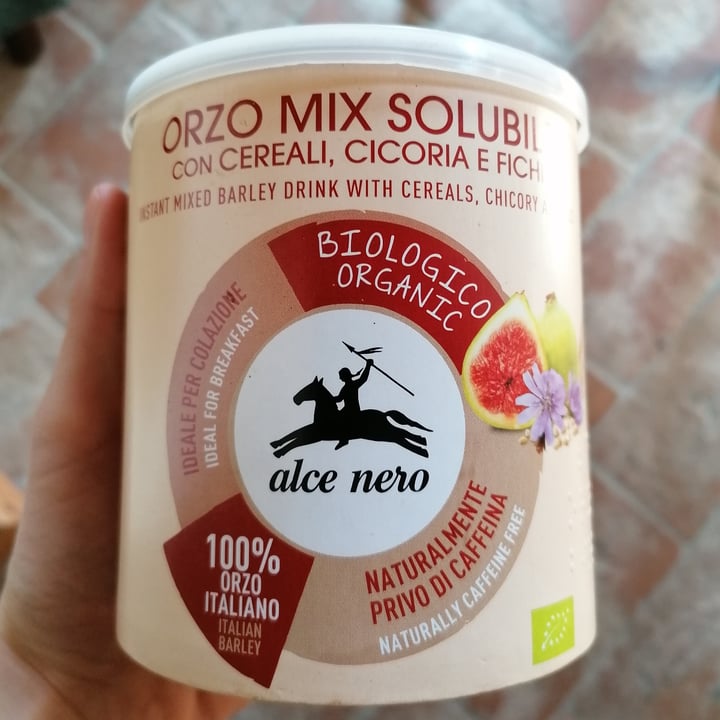 ORZO MIX SOLUBIL
CON CEREALI, CICORIA E FICH
INSTANT MIXED BARLEY DRINK WITH CEREALS, CHICORY
BIOLOGICO
ORGANIC
IDEALE PER COLAZIONE
IDEAL FOR BREAKFAST
alce nero
100%
ORZO
ITALIANO
ITALIAN
BARLEY
NATURALMENTE
PRIVO DI CAFFEINA
NATURALLY CAFFEINE FREE